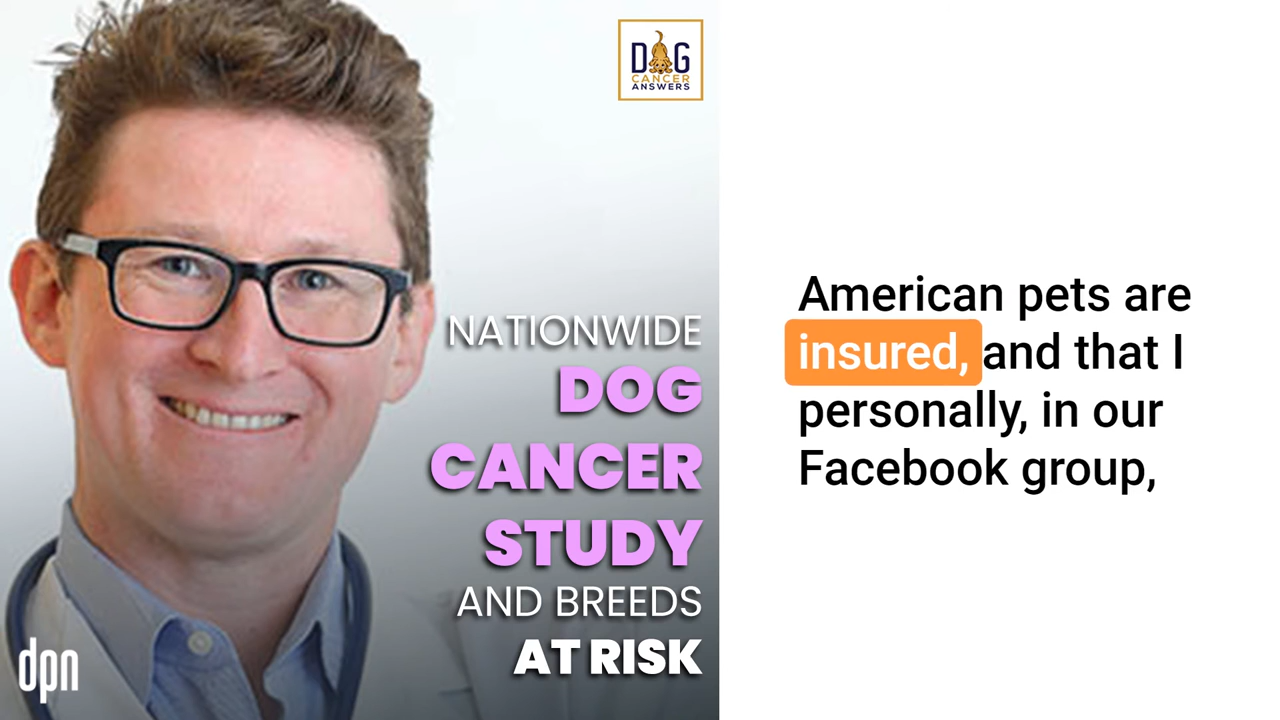 DOG
CANCER
ANSWERS
NATIONWIDE
DOG
CANCER
STUDY
AND BREEDS
AT RISK
dpn
American pets are
insured, and that I
personally, in our
Facebook group,